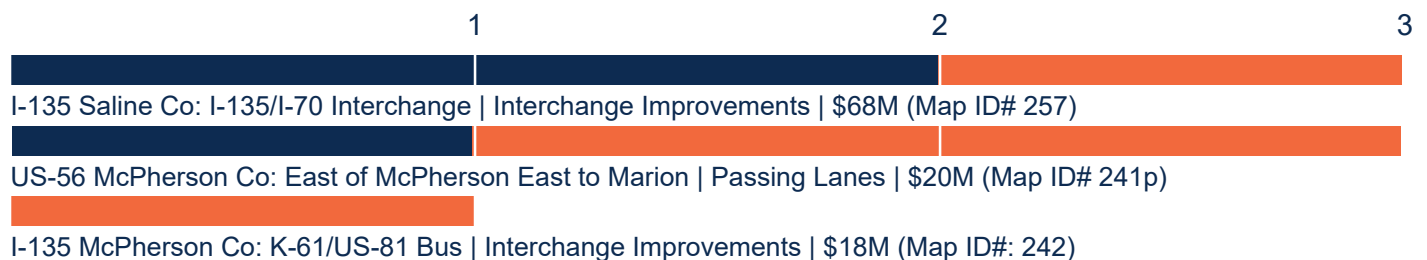 1 2 3
I-135 Saline Co: I-135/I-70 Interchange | Interchange Improvements | $68M (Map ID# 257)
US-56 McPherson Co: East of McPherson East to Marion | Passing Lanes | $20M (Map ID# 241p)
I-135 McPherson Co: K-61/US-81 Bus | Interchange Improvements | $18M (Map ID#: 242)